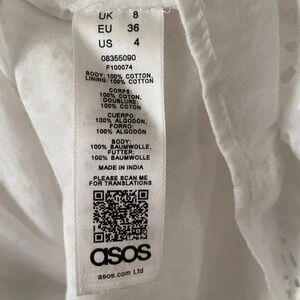 UK 8
EU 36
US 4
08355090
F100074
BODY: 100% COTTON,
LINING: 100% COTTON
CORPS:
100% COTON,
DOUBLURE:
100% COTON
CUERPO:
100% ALGODÓN,
FORRO:
100% ALGODÓN
BODY:
100% BAUMWOLLE,
FUTTER:
100% BAUMWOLLE
MADE IN INDIA
PLEASE SCAN ME
FOR TRANSLATIONS
asos
asos.com Ltd